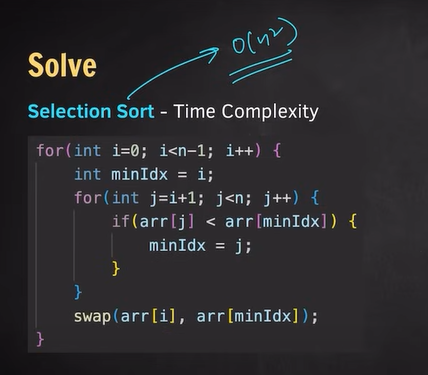 O(n²)
Solve
Selection Sort - Time Complexity
for(int i=0; i<n-1; i++) {
    int minIdx = i;
    for(int j=i+1; j<n; j++) {
        if(arr[j] < arr[minIdx]) {
            minIdx = j;
        }
    }
    swap(arr[i], arr[minIdx]);
}